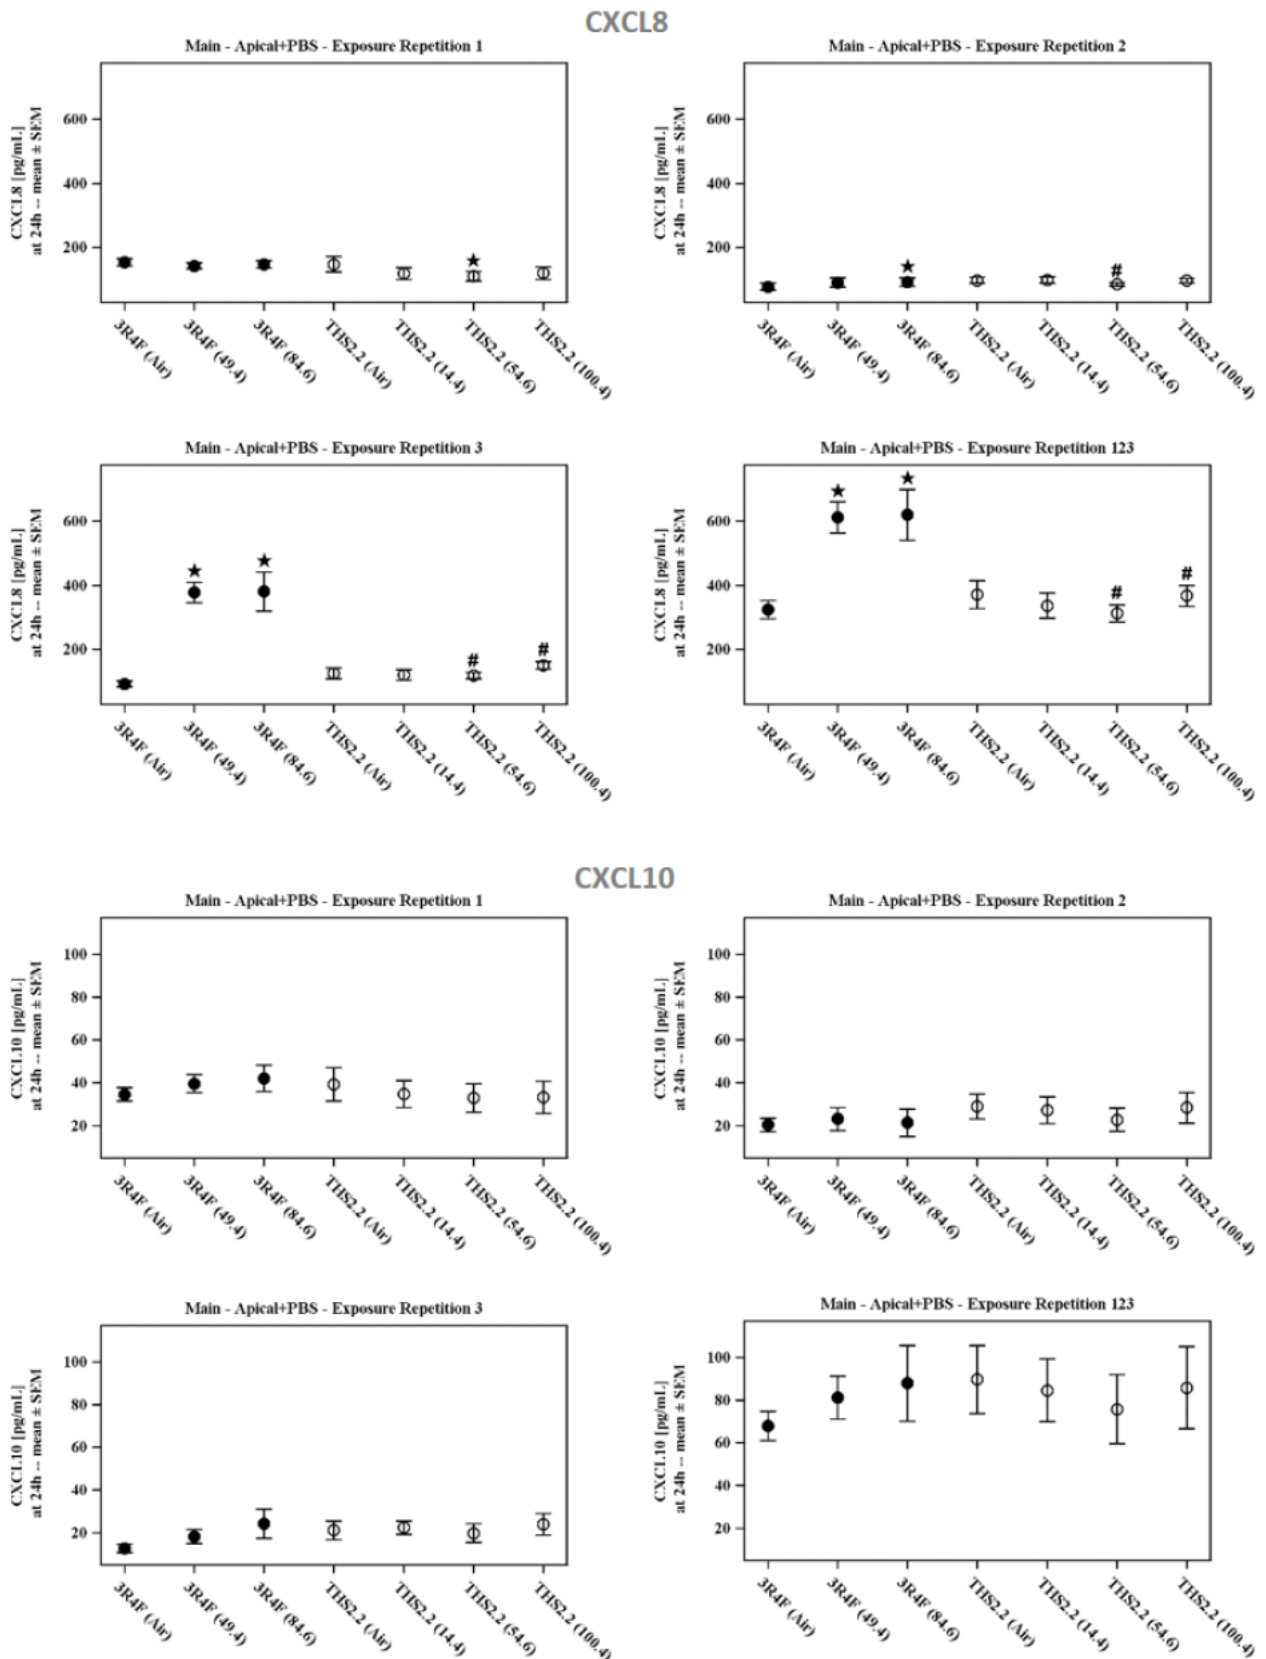 CXCL8
Main - Apical+PBS - Exposure Repetition 1
CXCL8 [pg/mL]
at 24h -- mean ± SEM
600
400
200
★
3R4F (Air)
3R4F (49.4)
3R4F (84.6)
THS2.2 (Air)
THS2.2 (14.4)
THS2.2 (54.6)
THS2.2 (100.4)
Main - Apical+PBS - Exposure Repetition 2
CXCL8 [pg/mL]
at 24h -- mean ± SEM
600
400
200
★
#
3R4F (Air)
3R4F (49.4)
3R4F (84.6)
THS2.2 (Air)
THS2.2 (14.4)
THS2.2 (54.6)
THS2.2 (100.4)
Main - Apical+PBS - Exposure Repetition 3
CXCL8 [pg/mL]
at 24h -- mean ± SEM
600
400
200
★
★
#
#
3R4F (Air)
3R4F (49.4)
3R4F (84.6)
THS2.2 (Air)
THS2.2 (14.4)
THS2.2 (54.6)
THS2.2 (100.4)
Main - Apical+PBS - Exposure Repetition 123
CXCL8 [pg/mL]
at 24h -- mean ± SEM
600
400
200
★
★
#
#
3R4F (Air)
3R4F (49.4)
3R4F (84.6)
THS2.2 (Air)
THS2.2 (14.4)
THS2.2 (54.6)
THS2.2 (100.4)
CXCL10
Main - Apical+PBS - Exposure Repetition 1
CXCL10 [pg/mL]
at 24h -- mean ± SEM
100
80
60
40
20
3R4F (Air)
3R4F (49.4)
3R4F (84.6)
THS2.2 (Air)
THS2.2 (14.4)
THS2.2 (54.6)
THS2.2 (100.4)
Main - Apical+PBS - Exposure Repetition 2
CXCL10 [pg/mL]
at 24h -- mean ± SEM
100
80
60
40
20
3R4F (Air)
3R4F (49.4)
3R4F (84.6)
THS2.2 (Air)
THS2.2 (14.4)
THS2.2 (54.6)
THS2.2 (100.4)
Main - Apical+PBS - Exposure Repetition 3
CXCL10 [pg/mL]
at 24h -- mean ± SEM
100
80
60
40
20
3R4F (Air)
3R4F (49.4)
3R4F (84.6)
THS2.2 (Air)
THS2.2 (14.4)
THS2.2 (54.6)
THS2.2 (100.4)
Main - Apical+PBS - Exposure Repetition 123
CXCL10 [pg/mL]
at 24h -- mean ± SEM
100
80
60
40
20
3R4F (Air)
3R4F (49.4)
3R4F (84.6)
THS2.2 (Air)
THS2.2 (14.4)
THS2.2 (54.6)
THS2.2 (100.4)